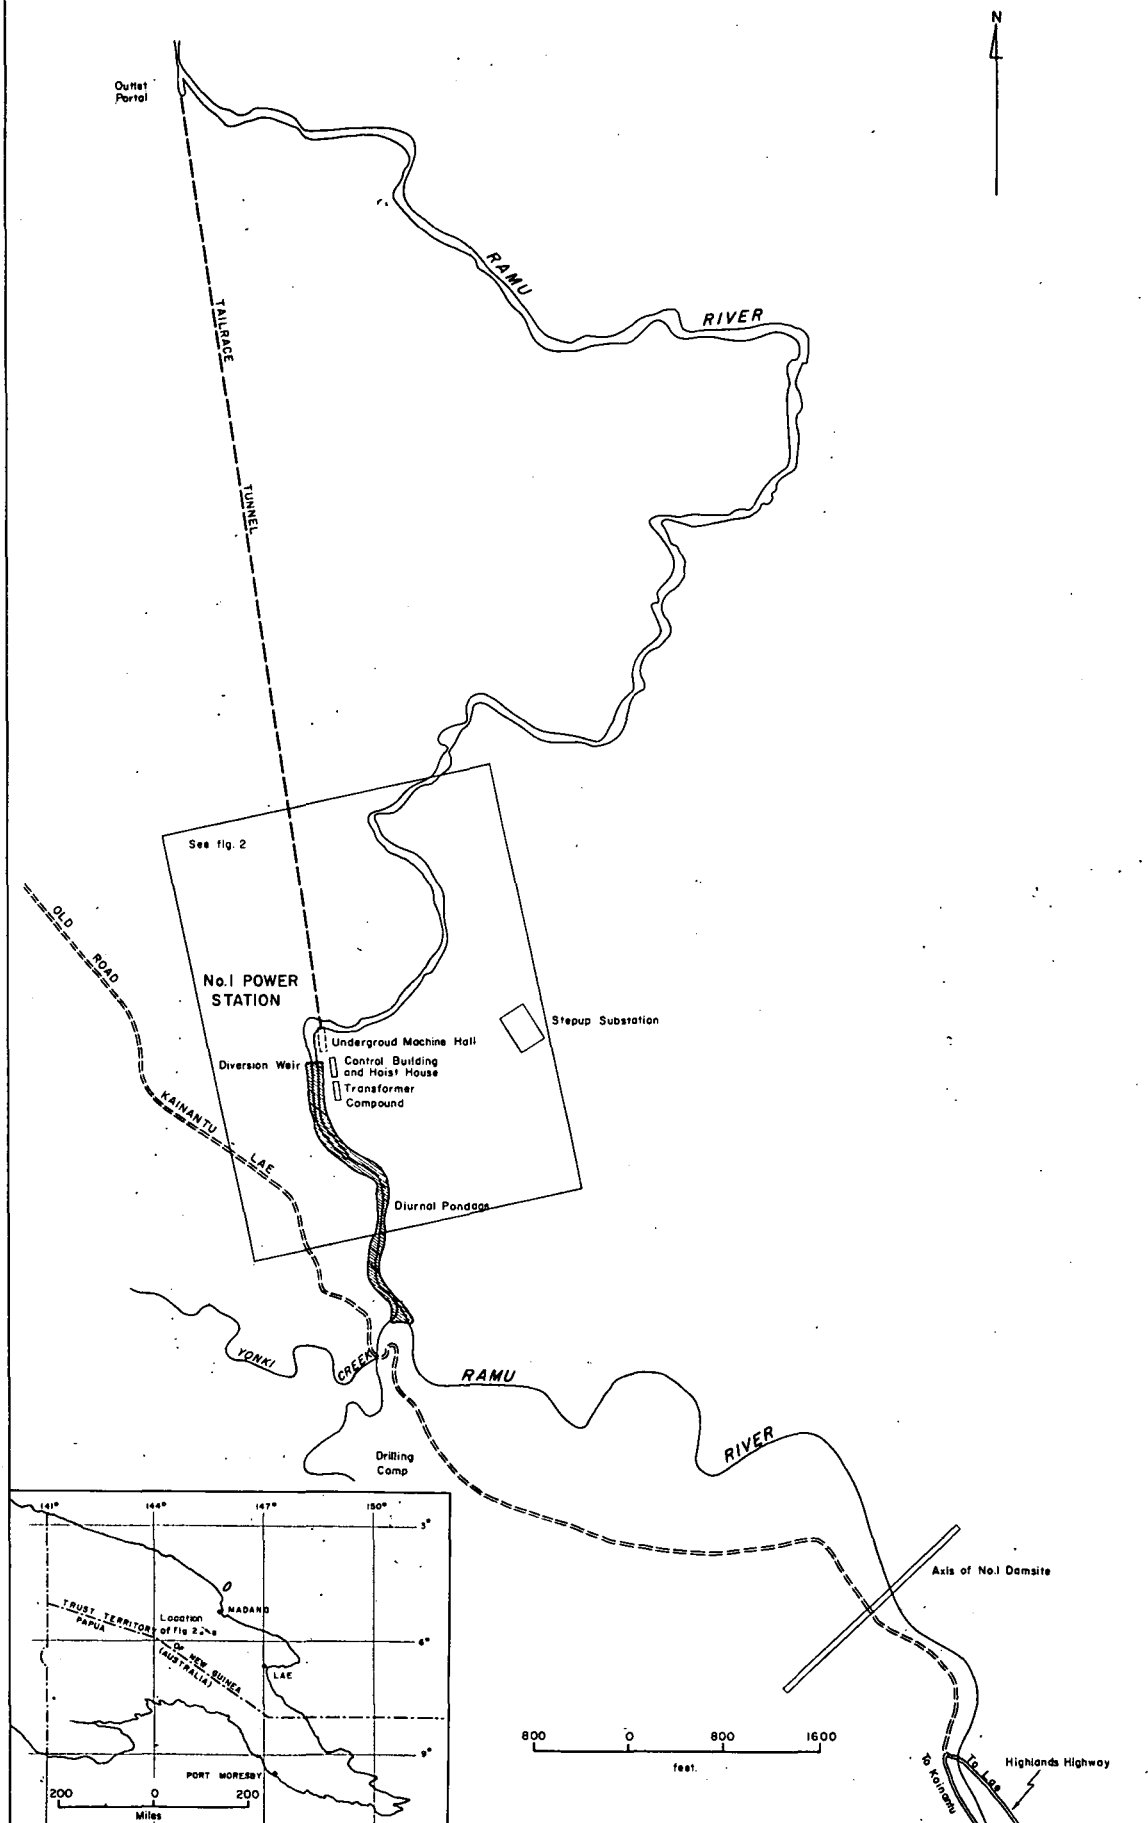 N
Outlet
Portal
RAMU
RIVER
TAILRACE
TUNNEL
See fig. 2
OLD
ROAD
No.1 POWER
STATION
Stepup Substation
Undergroud Machine Hall
Diversion Weir
Control Building
and Hoist House
Transformer
Compound
KAINANTU
LAE
Diurnal Pondage
YONKI
CREEK
RAMU
RIVER
Drilling
Camp
Axis of No.1 Damsite
141°
144°
147°
150°
3°
MADANG
TRUST TERRITORY
PAPUA
Location
of Fig 2
6°
OF NEW GUINEA
(AUSTRALIA)
LAE
9°
PORT MORESBY
200
0
200
Miles
800
0
800
1600
feet.
To Kainantu
To Lae
Highlands Highway